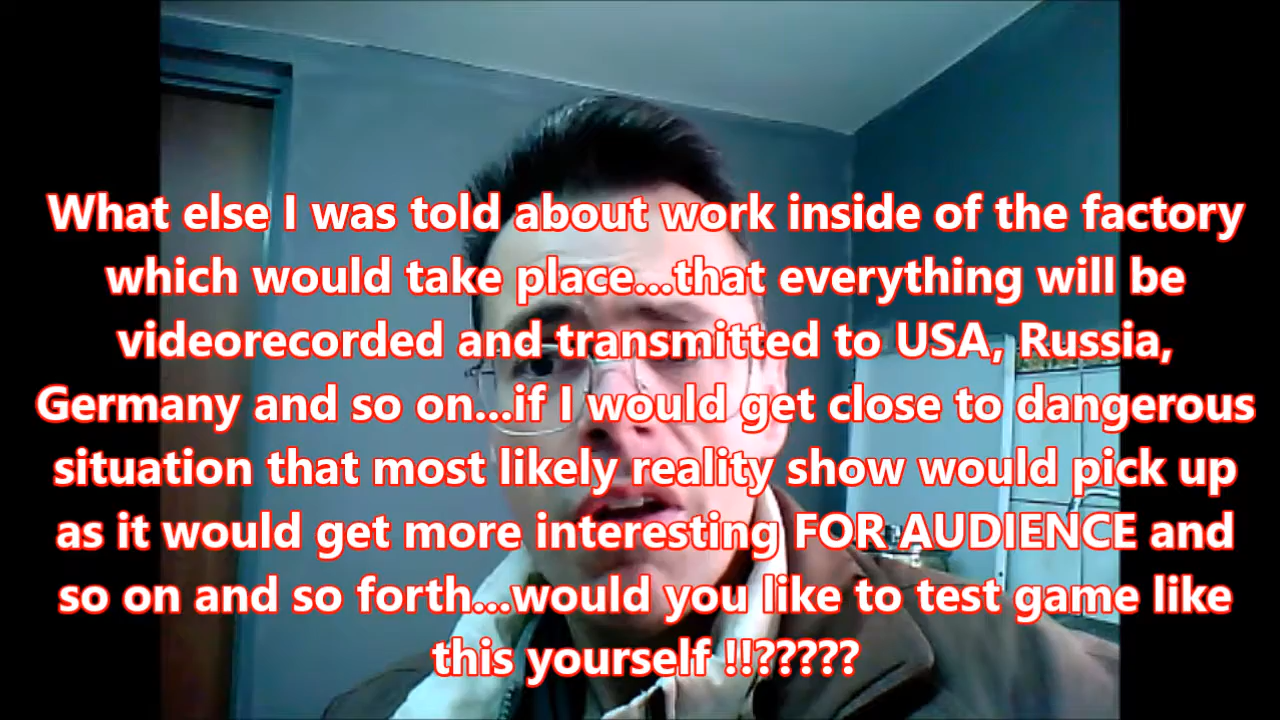 What else I was told about work inside of the factory
which would take place...that everything will be
videorecorded and transmitted to USA, Russia,
Germany and so on...if I would get close to dangerous
situation that most likely reality show would pick up
as it would get more interesting FOR AUDIENCE and
so on and so forth...would you like to test game like
this yourself !!?????